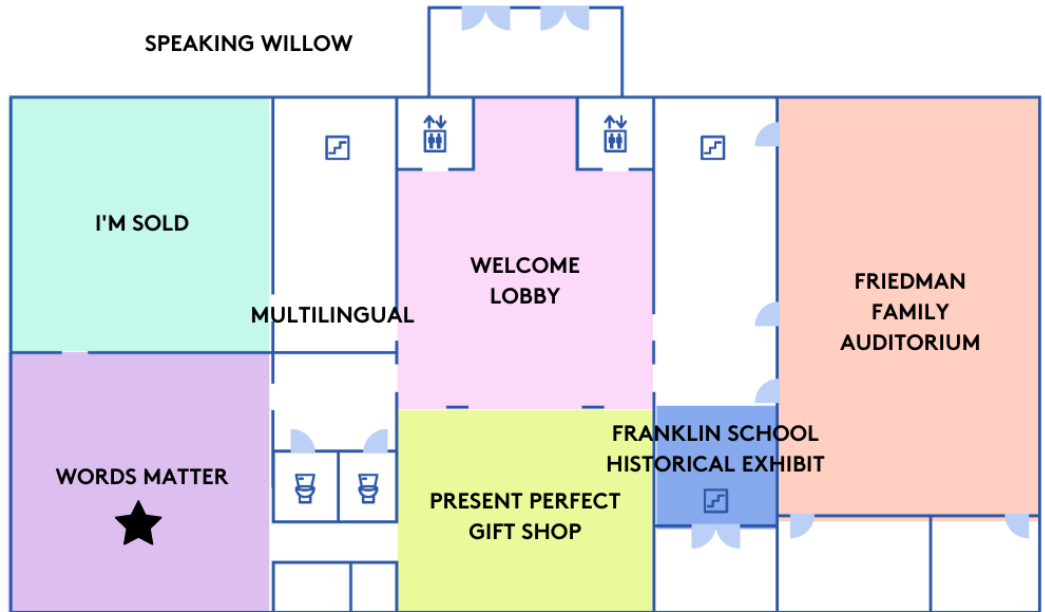 SPEAKING WILLOW
I'M SOLD
MULTILINGUAL
WELCOME
LOBBY
FRIEDMAN
FAMILY
AUDITORIUM
WORDS MATTER
PRESENT PERFECT
GIFT SHOP
FRANKLIN SCHOOL
HISTORICAL EXHIBIT